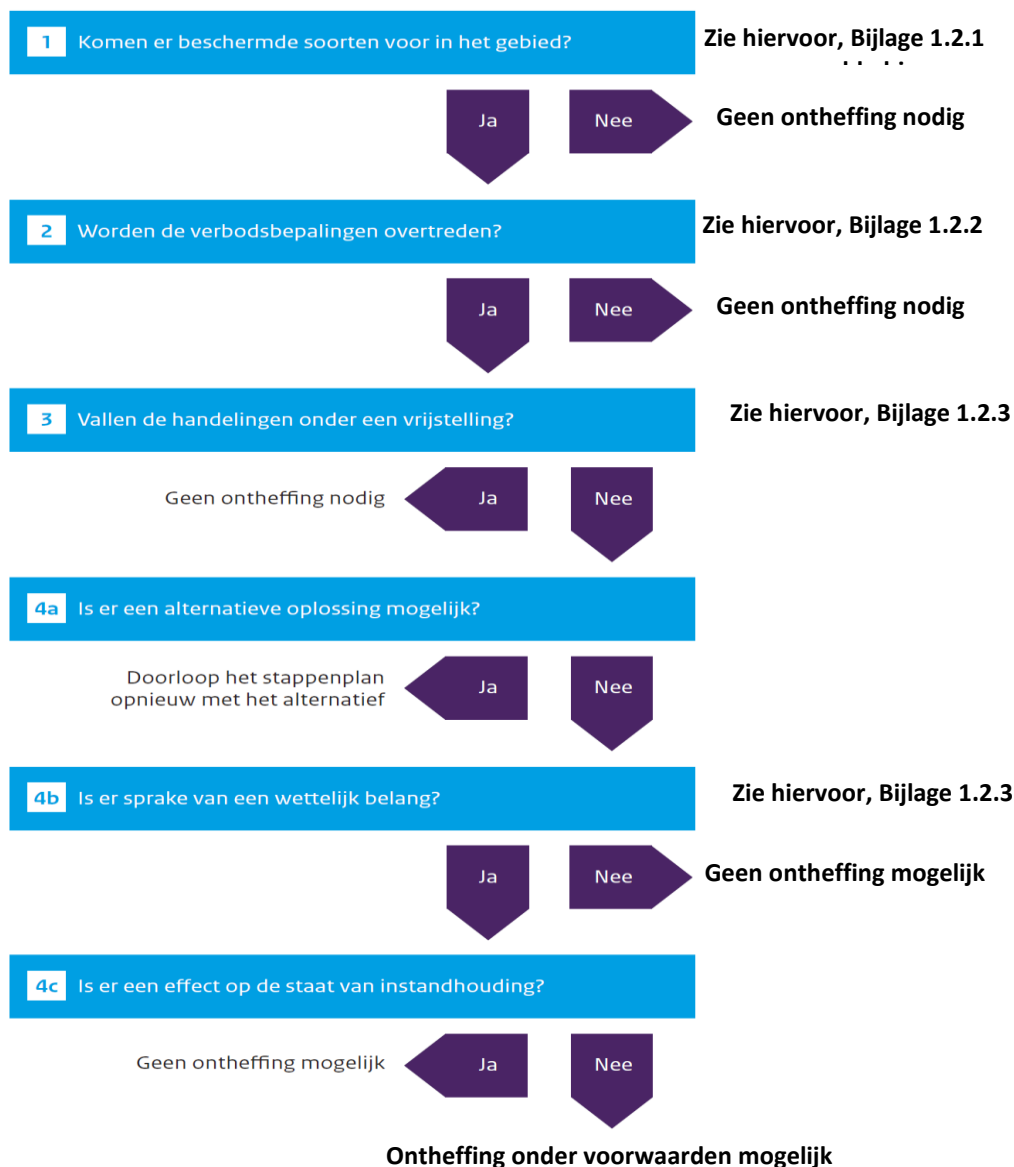 1 Komen er beschermde soorten voor in het gebied? Zie hiervoor, Bijlage 1.2.1
Ja Nee Geen ontheffing nodig
2 Worden de verbodsbepalingen overtreden? Zie hiervoor, Bijlage 1.2.2
Ja Nee Geen ontheffing nodig
3 Vallen de handelingen onder een vrijstelling? Zie hiervoor, Bijlage 1.2.3
Geen ontheffing nodig Ja Nee
4a Is er een alternatieve oplossing mogelijk?
Doorloop het stappenplan
opnieuw met het alternatief Ja Nee
4b Is er sprake van een wettelijk belang? Zie hiervoor, Bijlage 1.2.3
Ja Nee Geen ontheffing mogelijk
4c Is er een effect op de staat van instandhouding?
Geen ontheffing mogelijk Ja Nee
Ontheffing onder voorwaarden mogelijk